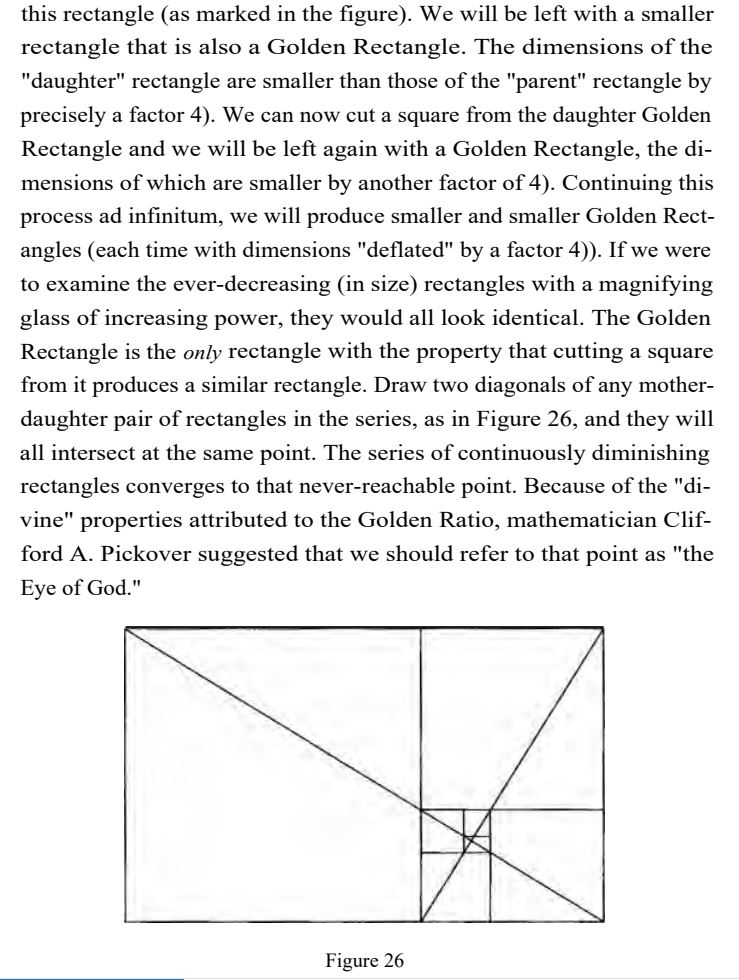 this rectangle (as marked in the figure). We will be left with a smaller
rectangle that is also a Golden Rectangle. The dimensions of the
"daughter" rectangle are smaller than those of the "parent" rectangle by
precisely a factor 4). We can now cut a square from the daughter Golden
Rectangle and we will be left again with a Golden Rectangle, the di-
mensions of which are smaller by another factor of 4). Continuing this
process ad infinitum, we will produce smaller and smaller Golden Rect-
angles (each time with dimensions "deflated" by a factor 4)). If we were
to examine the ever-decreasing (in size) rectangles with a magnifying
glass of increasing power, they would all look identical. The Golden
Rectangle is the only rectangle with the property that cutting a square
from it produces a similar rectangle. Draw two diagonals of any mother-
daughter pair of rectangles in the series, as in Figure 26, and they will
all intersect at the same point. The series of continuously diminishing
rectangles converges to that never-reachable point. Because of the "di-
vine" properties attributed to the Golden Ratio, mathematician Clif-
ford A. Pickover suggested that we should refer to that point as "the
Eye of God."
Figure 26